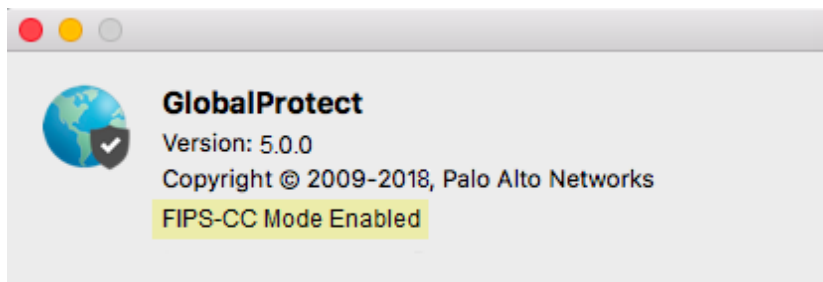 GlobalProtect
Version: 5.0.0
Copyright © 2009-2018, Palo Alto Networks
FIPS-CC Mode Enabled